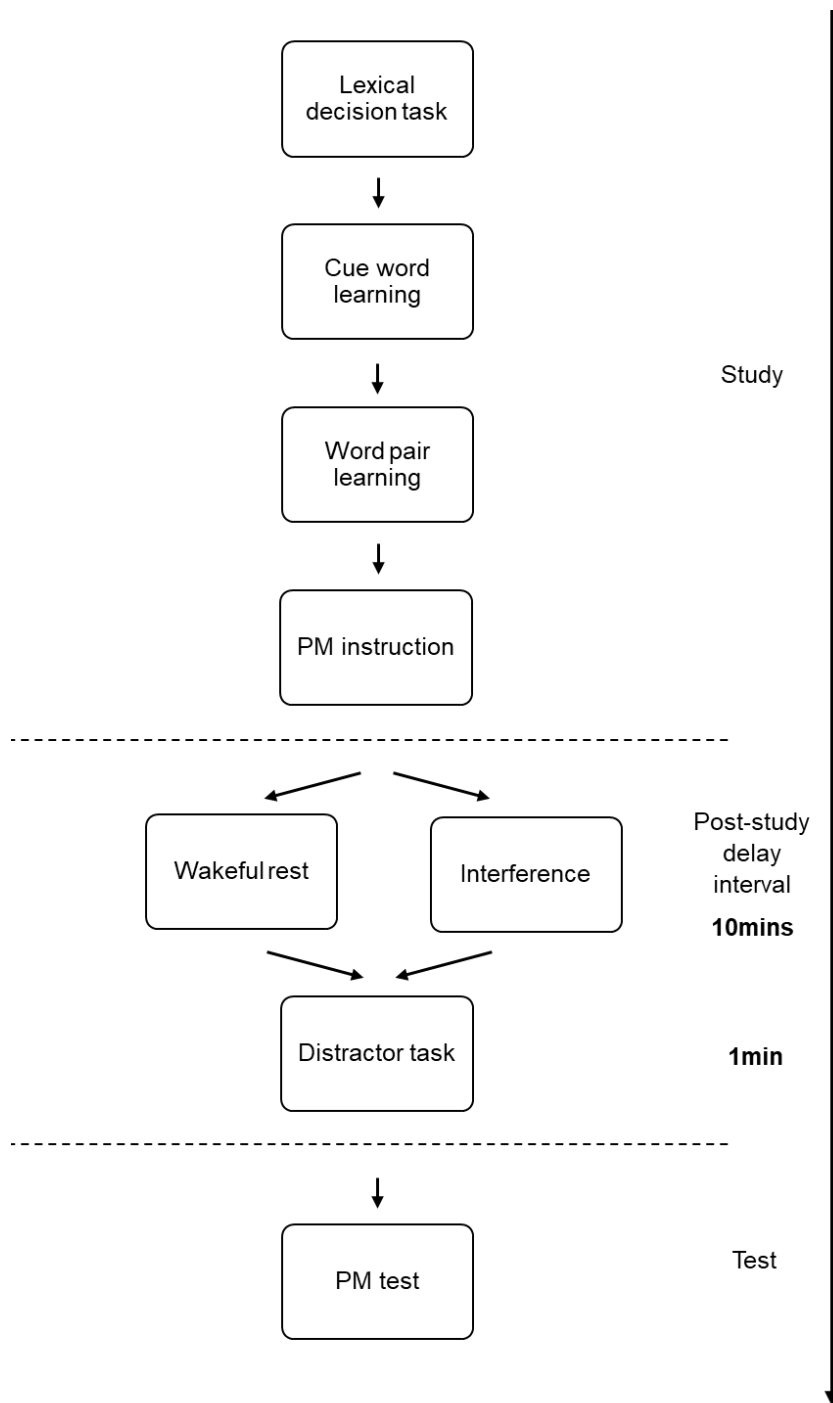 Lexical
decision task
Cue word
learning
Study
Word pair
learning
PM instruction
Wakeful rest
Interference
Post-study
delay
interval
10mins
Distractor task
1min
PM test
Test